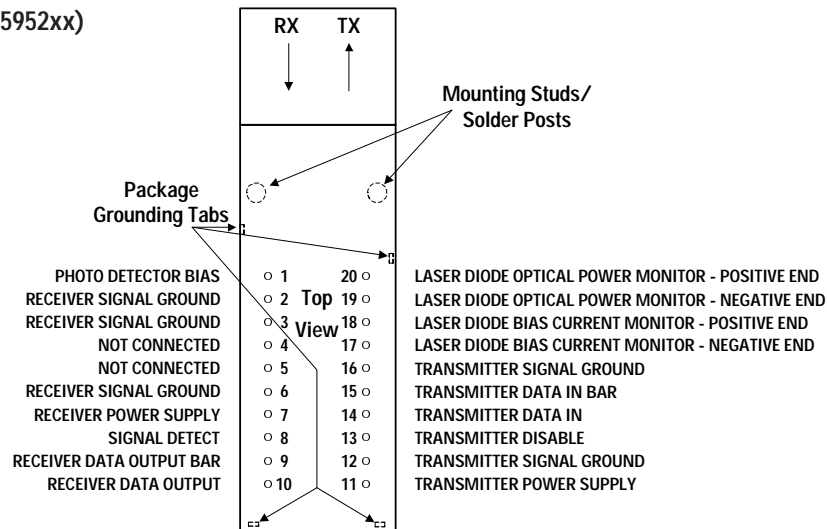 5952xx)
RX TX
Mounting Studs/
Solder Posts
Package
Grounding Tabs
Top
View
PHOTO DETECTOR BIAS 1 20 LASER DIODE OPTICAL POWER MONITOR - POSITIVE END
RECEIVER SIGNAL GROUND 2 19 LASER DIODE OPTICAL POWER MONITOR - NEGATIVE END
RECEIVER SIGNAL GROUND 3 18 LASER DIODE BIAS CURRENT MONITOR - POSITIVE END
NOT CONNECTED 4 17 LASER DIODE BIAS CURRENT MONITOR - NEGATIVE END
NOT CONNECTED 5 16 TRANSMITTER SIGNAL GROUND
RECEIVER SIGNAL GROUND 6 15 TRANSMITTER DATA IN BAR
RECEIVER POWER SUPPLY 7 14 TRANSMITTER DATA IN
SIGNAL DETECT 8 13 TRANSMITTER DISABLE
RECEIVER DATA OUTPUT BAR 9 12 TRANSMITTER SIGNAL GROUND
RECEIVER DATA OUTPUT 10 11 TRANSMITTER POWER SUPPLY